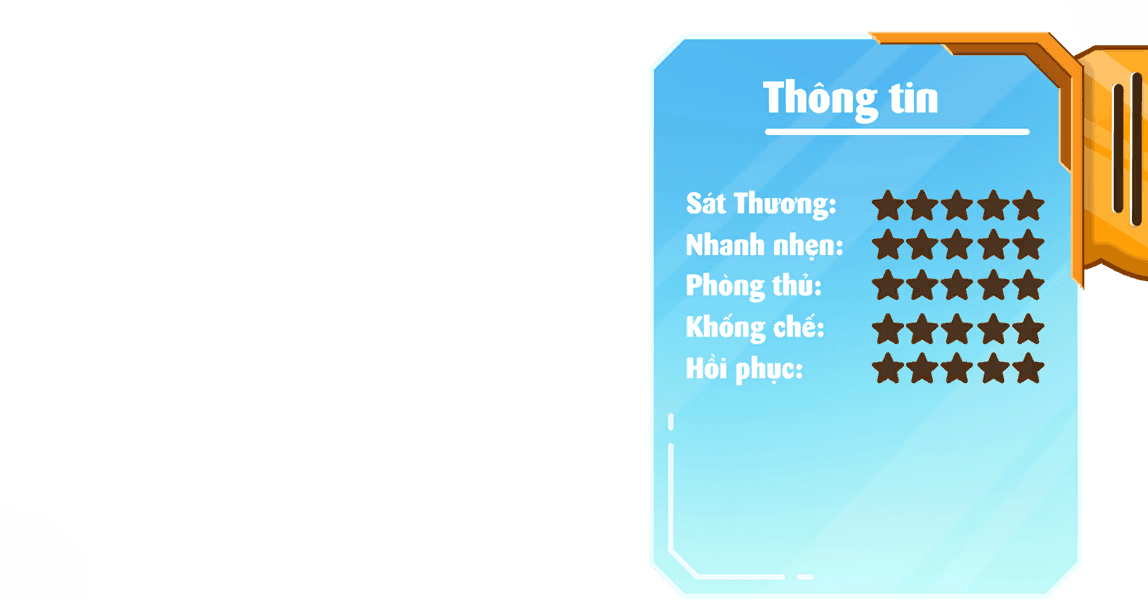 Thông tin
Sát Thương:
Nhanh nhẹn:
Phòng thủ:
Khống chế:
Hồi phục: